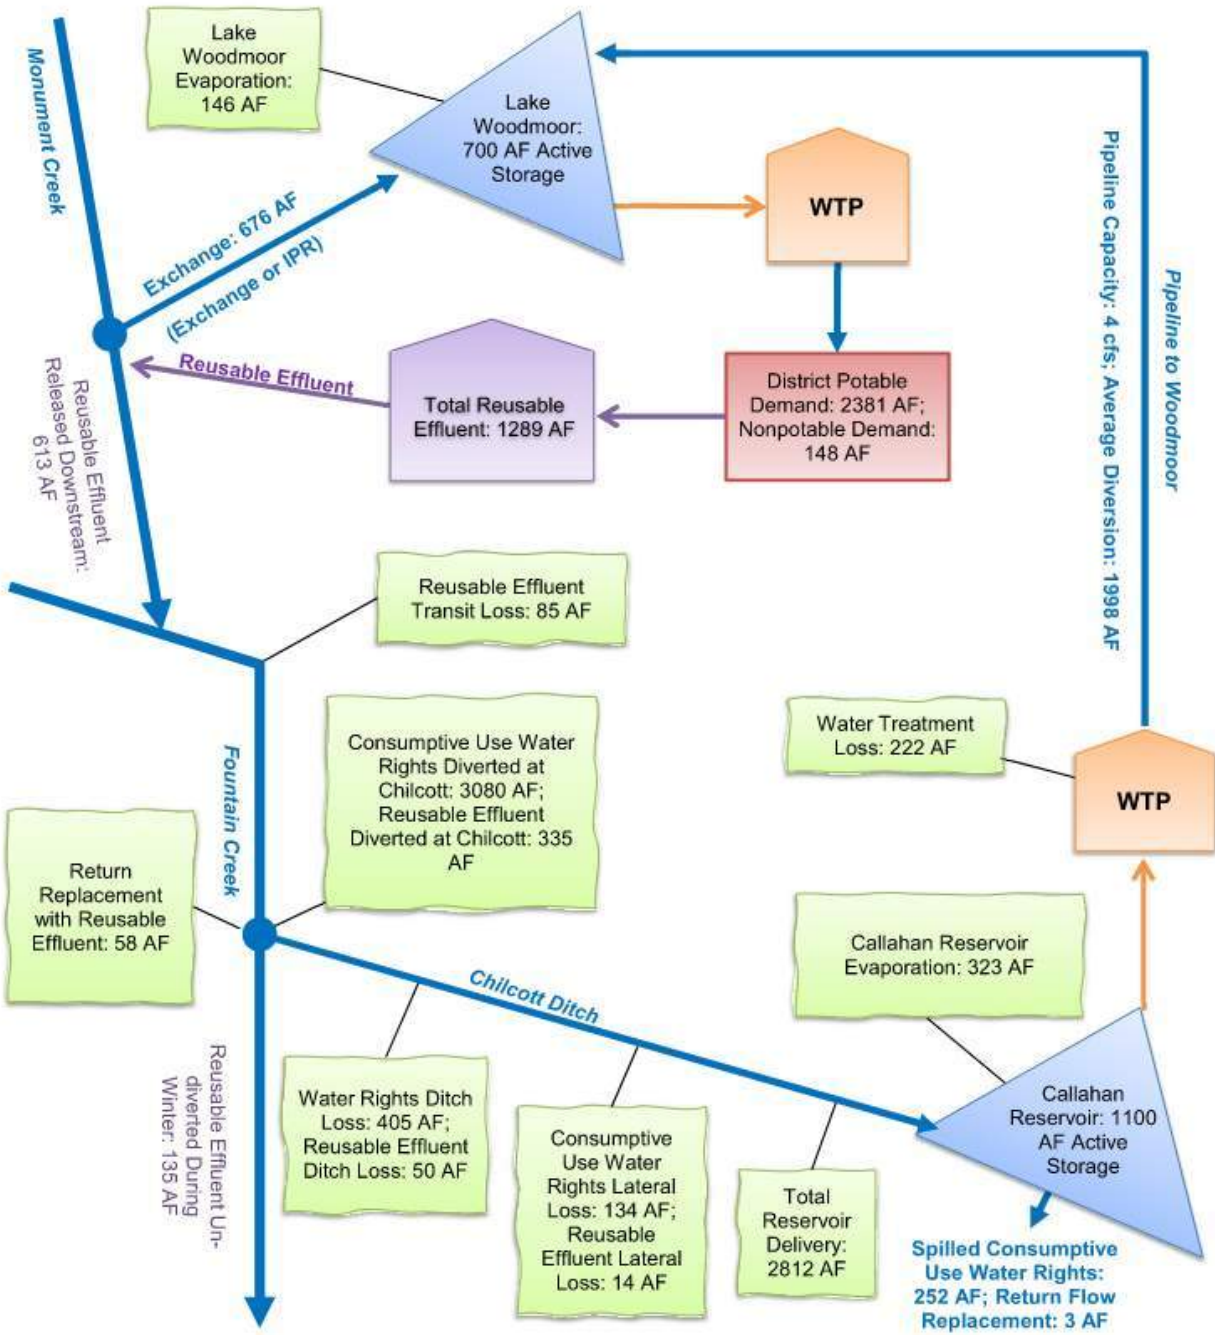 Lake
Woodmoor
Evaporation:
146 AF
Monument Creek
Lake
Woodmoor:
700 AF Active
Storage
WTP
Exchange: 676 AF
(Exchange or IPR)
Pipeline to Woodmoor
Pipeline Capacity: 4 cfs; Average Diversion: 1998 AF
Reusable Effluent
Total Reusable
Effluent: 1289 AF
District Potable
Demand: 2381 AF;
Nonpotable Demand:
148 AF
Reusable Effluent
Released Downstream:
613 AF
Reusable Effluent
Transit Loss: 85 AF
Fountain Creek
Consumptive Use Water
Rights Diverted at
Chilcott: 3080 AF;
Reusable Effluent
Diverted at Chilcott: 335
AF
Water Treatment
Loss: 222 AF
WTP
Return
Replacement
with Reusable
Effluent: 58 AF
Callahan Reservoir
Evaporation: 323 AF
Chilcott Ditch
Reusable Effluent Un-
diverted During
Winter: 135 AF
Water Rights Ditch
Loss: 405 AF;
Reusable Effluent
Ditch Loss: 50 AF
Consumptive
Use Water
Rights Lateral
Loss: 134 AF;
Reusable
Effluent Lateral
Loss: 14 AF
Total
Reservoir
Delivery:
2812 AF
Callahan
Reservoir: 1100
AF Active
Storage
Spilled Consumptive
Use Water Rights:
252 AF; Return Flow
Replacement: 3 AF